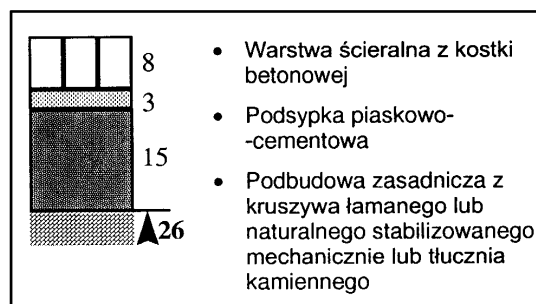 8
3
15
26
• Warstwa ścieralna z kostki
betonowej
• Podsypka piaskowo-
-cementowa
• Podbudowa zasadnicza z
kruszywa łamanego lub
naturalnego stabilizowanego
mechanicznie lub tłucznia
kamiennego